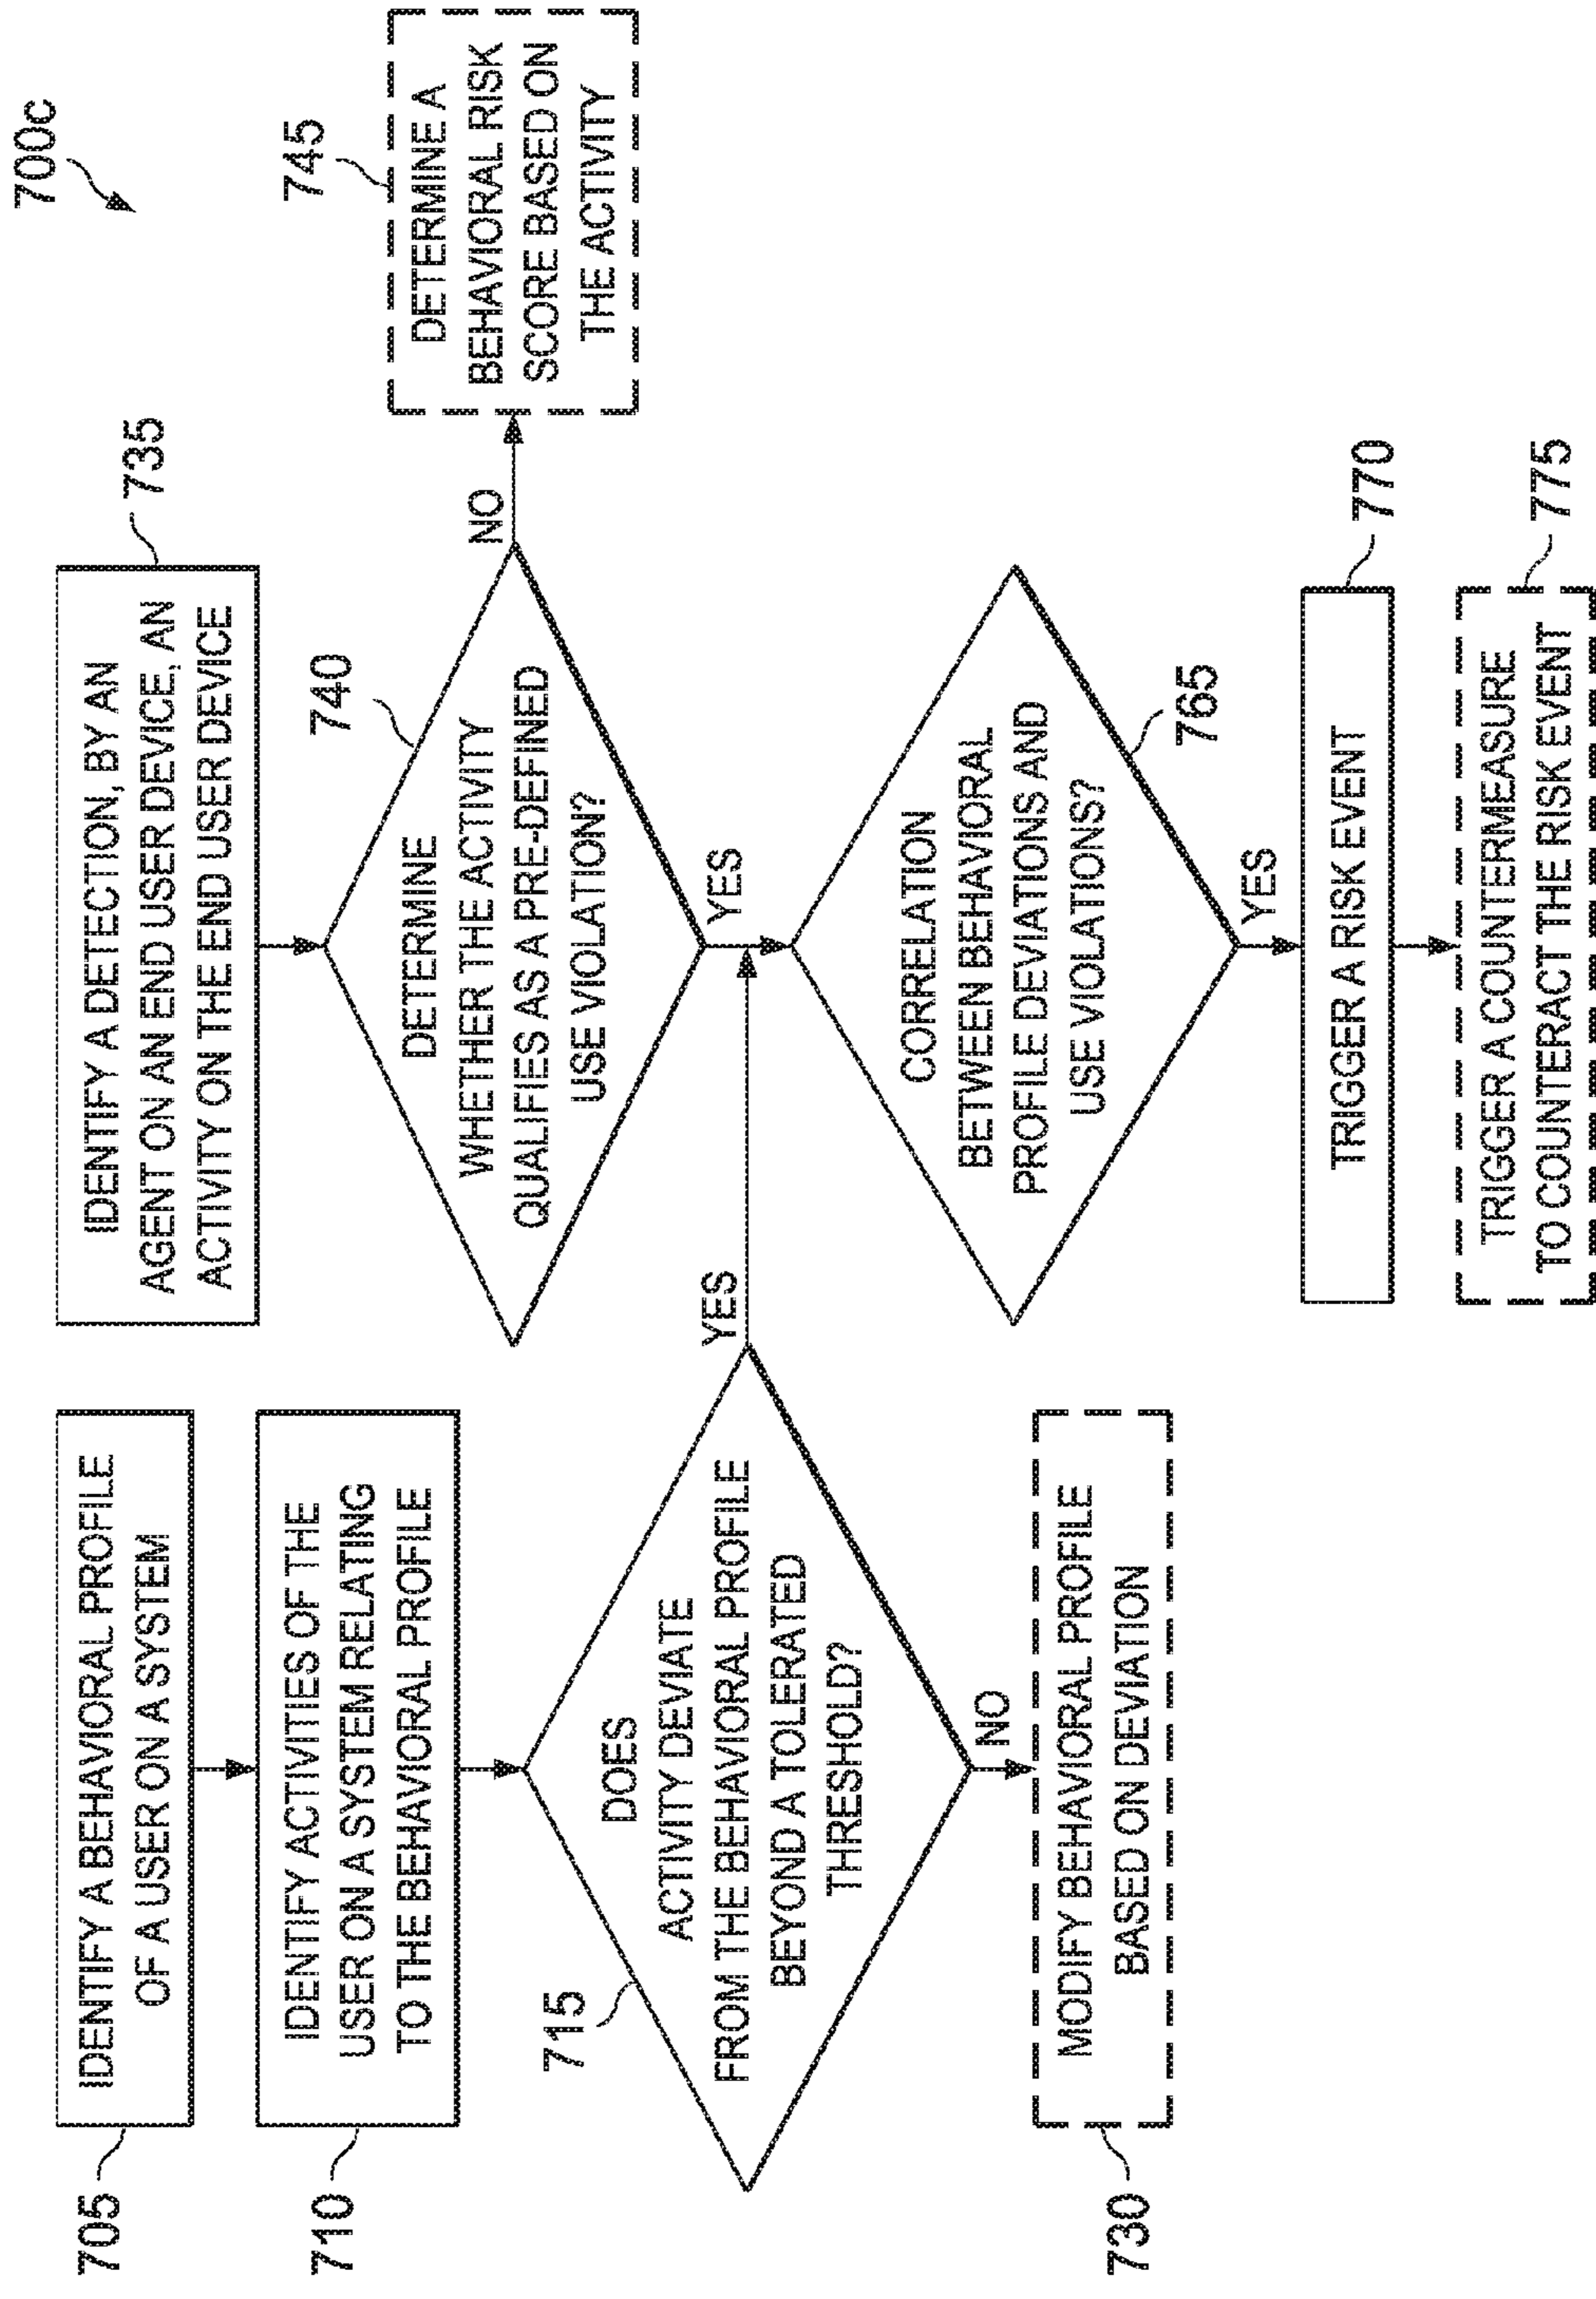 700c
705
IDENTIFY A BEHAVIORAL PROFILE
OF A USER ON A SYSTEM
710
IDENTIFY ACTIVITIES OF THE
USER ON A SYSTEM RELATING
TO THE BEHAVIORAL PROFILE
715
DOES
ACTIVITY DEVIATE
FROM THE BEHAVIORAL PROFILE
BEYOND A TOLERATED
THRESHOLD?
YES
NO
730
MODIFY BEHAVIORAL PROFILE
BASED ON DEVIATION
735
IDENTIFY A DETECTION, BY AN
AGENT ON AN END USER DEVICE, AN
ACTIVITY ON THE END USER DEVICE
740
DETERMINE
WHETHER THE ACTIVITY
QUALIFIES AS A PRE-DEFINED
USE VIOLATION?
NO
745
DETERMINE A
BEHAVIORAL RISK
SCORE BASED ON
THE ACTIVITY
YES
CORRELATION
BETWEEN BEHAVIORAL
PROFILE DEVIATIONS AND
USE VIOLATIONS?
765
YES
TRIGGER A RISK EVENT
770
TRIGGER A COUNTERMEASURE
TO COUNTERACT THE RISK EVENT
775